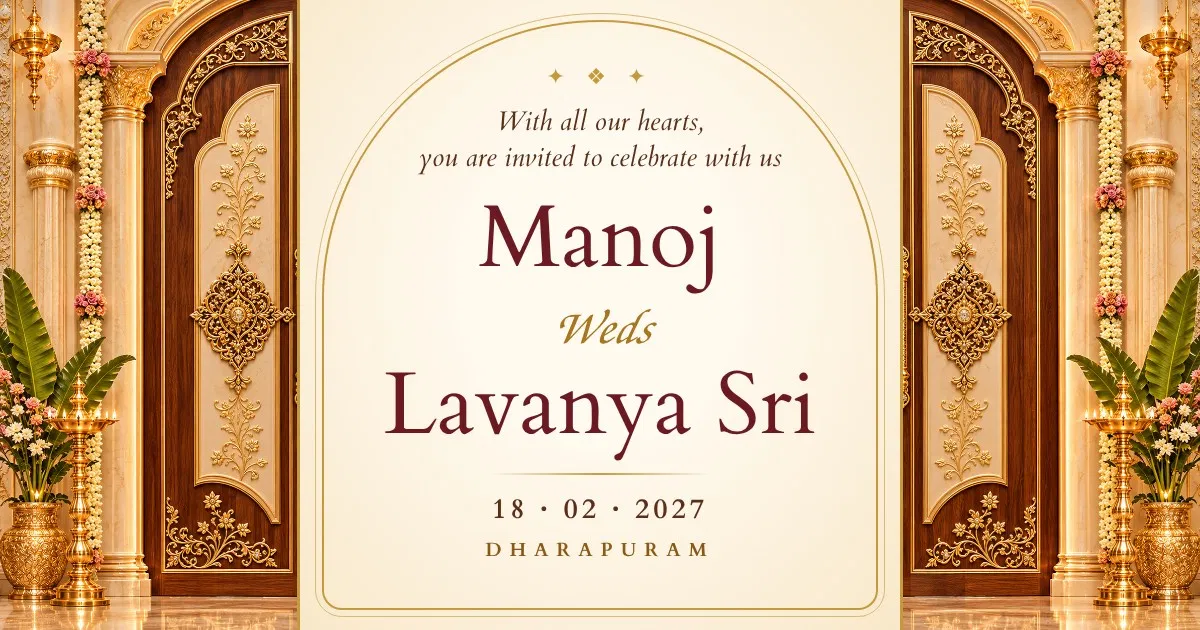 With all our hearts,
you are invited to celebrate with us
Manoj
Weds
Lavanya Sri
18 · 02 · 2027
DHARAPURAM